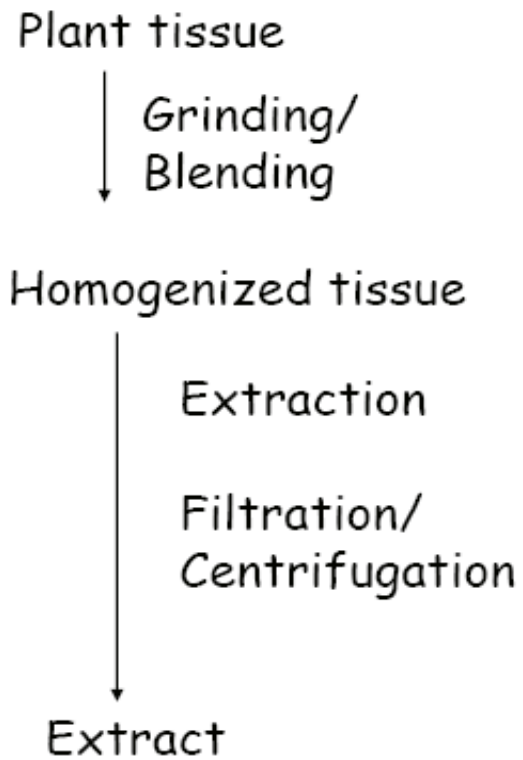 Plant tissue
Grinding/
Blending
Homogenized tissue
Extraction
Filtration/
Centrifugation
Extract